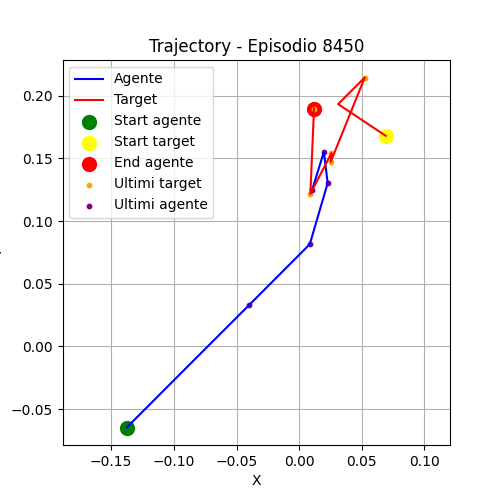 Trajectory - Episodio 8450
Agente
Target
Start agente
Start target
End agente
Ultimi target
Ultimi agente
0.20
0.15
0.10
0.05
0.00
−0.05
−0.15
−0.10
−0.05
0.00
0.05
0.10
X